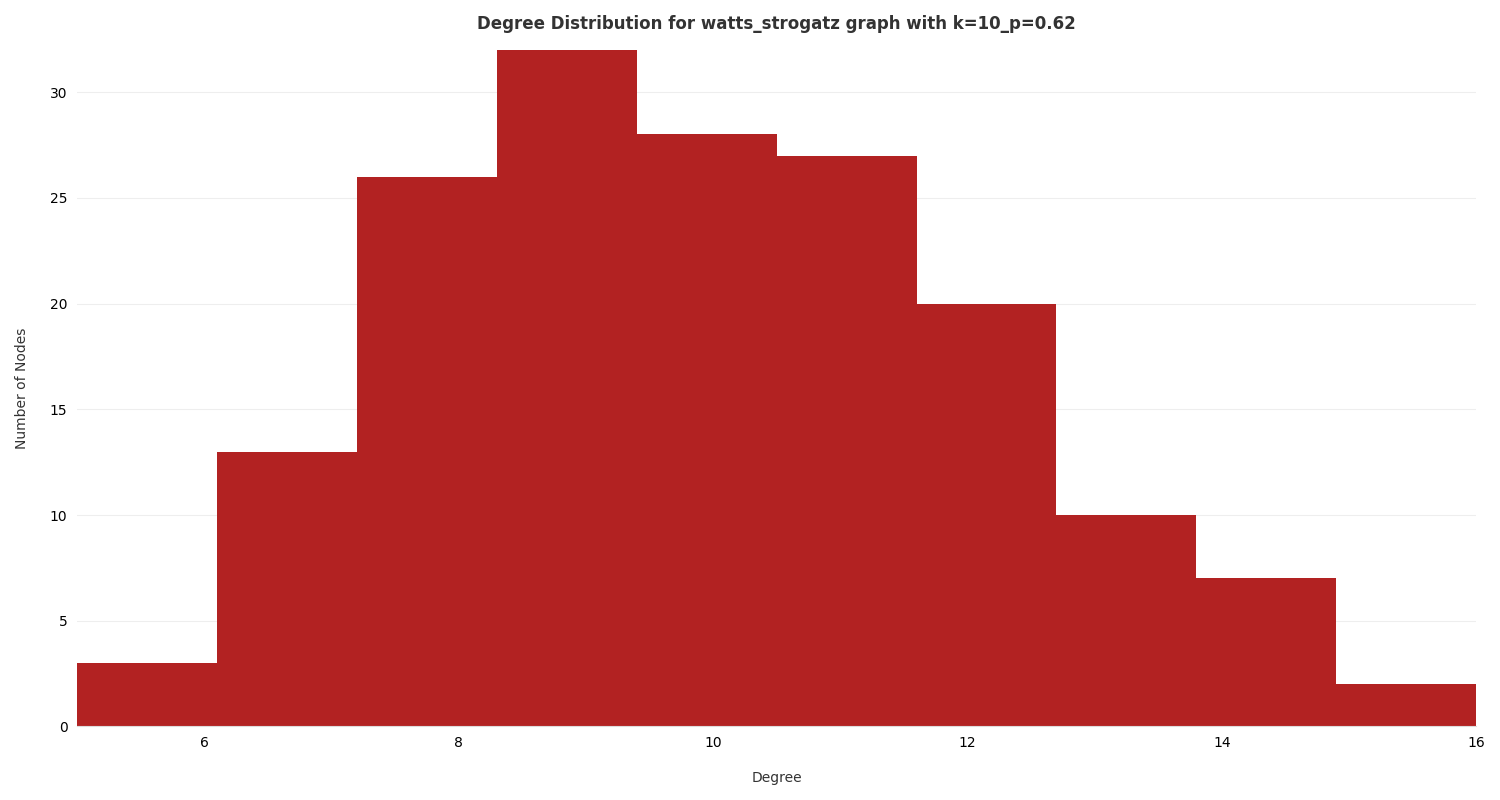 Degree Distribution for watts_strogatz graph with k=10_p=0.62
30
25
20
15
10
5
0
Number of Nodes
6 8 10 12 14 16
Degree